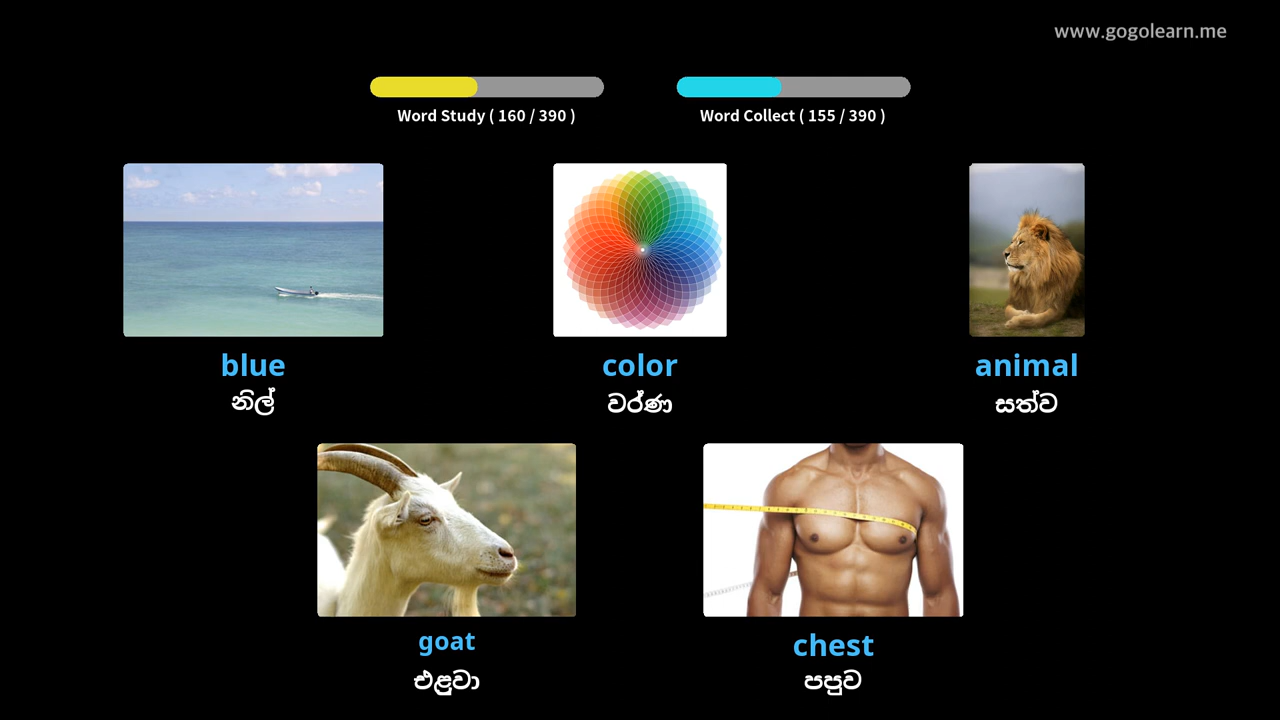 www.gogolearn.me
Word Study ( 160 / 390 )
Word Collect ( 155 / 390 )
blue
නිල්
color
වර්ණ
animal
සත්ව
goat
එළුවා
chest
පපුව